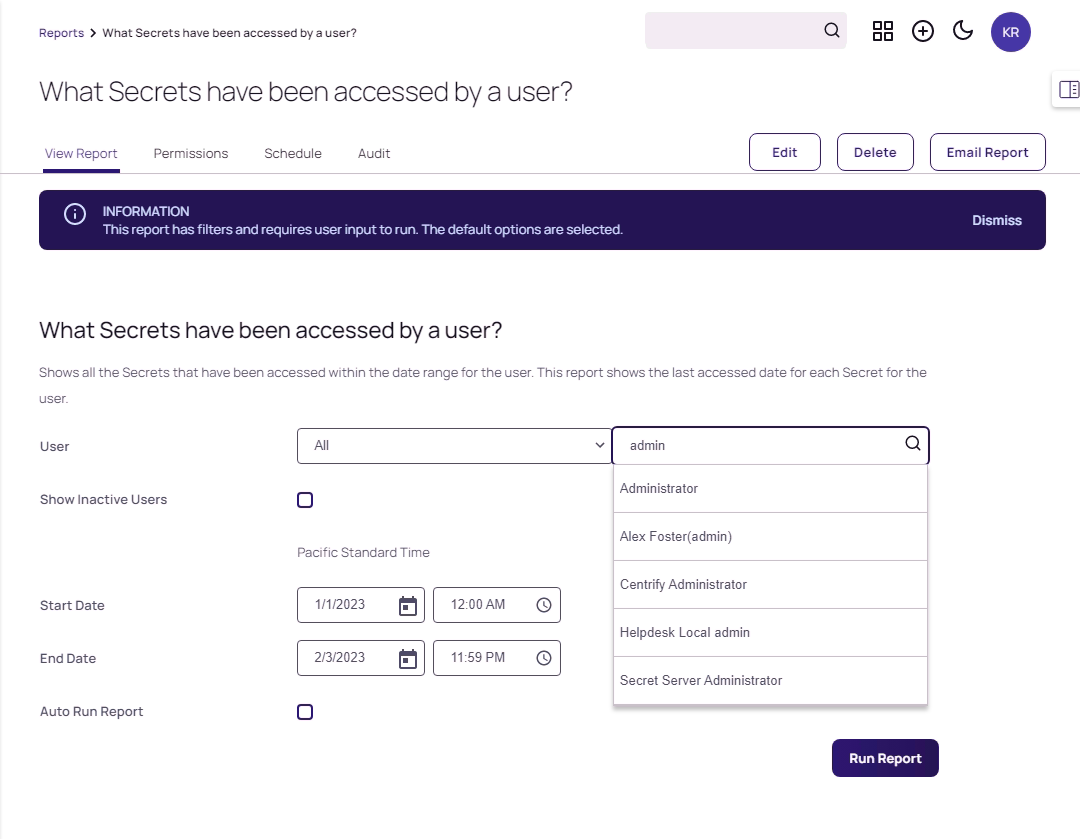 Reports > What Secrets have been accessed by a user?
KR
What Secrets have been accessed by a user?
View Report Permissions Schedule Audit Edit Delete Email Report
INFORMATION
This report has filters and requires user input to run. The default options are selected.
Dismiss
What Secrets have been accessed by a user?
Shows all the Secrets that have been accessed within the date range for the user. This report shows the last accessed date for each Secret for the
user.
User All admin
Administrator
Show Inactive Users
Alex Foster(admin)
Pacific Standard Time
Centrify Administrator
Start Date 1/1/2023 12:00 AM
Helpdesk Local admin
End Date 2/3/2023 11:59 PM
Secret Server Administrator
Auto Run Report
Run Report